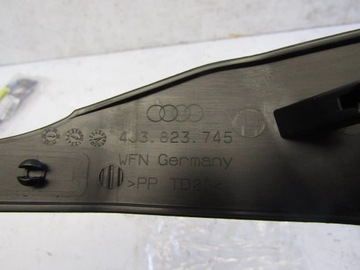 4J3.823.745
WFN Germany
>PP TD20<